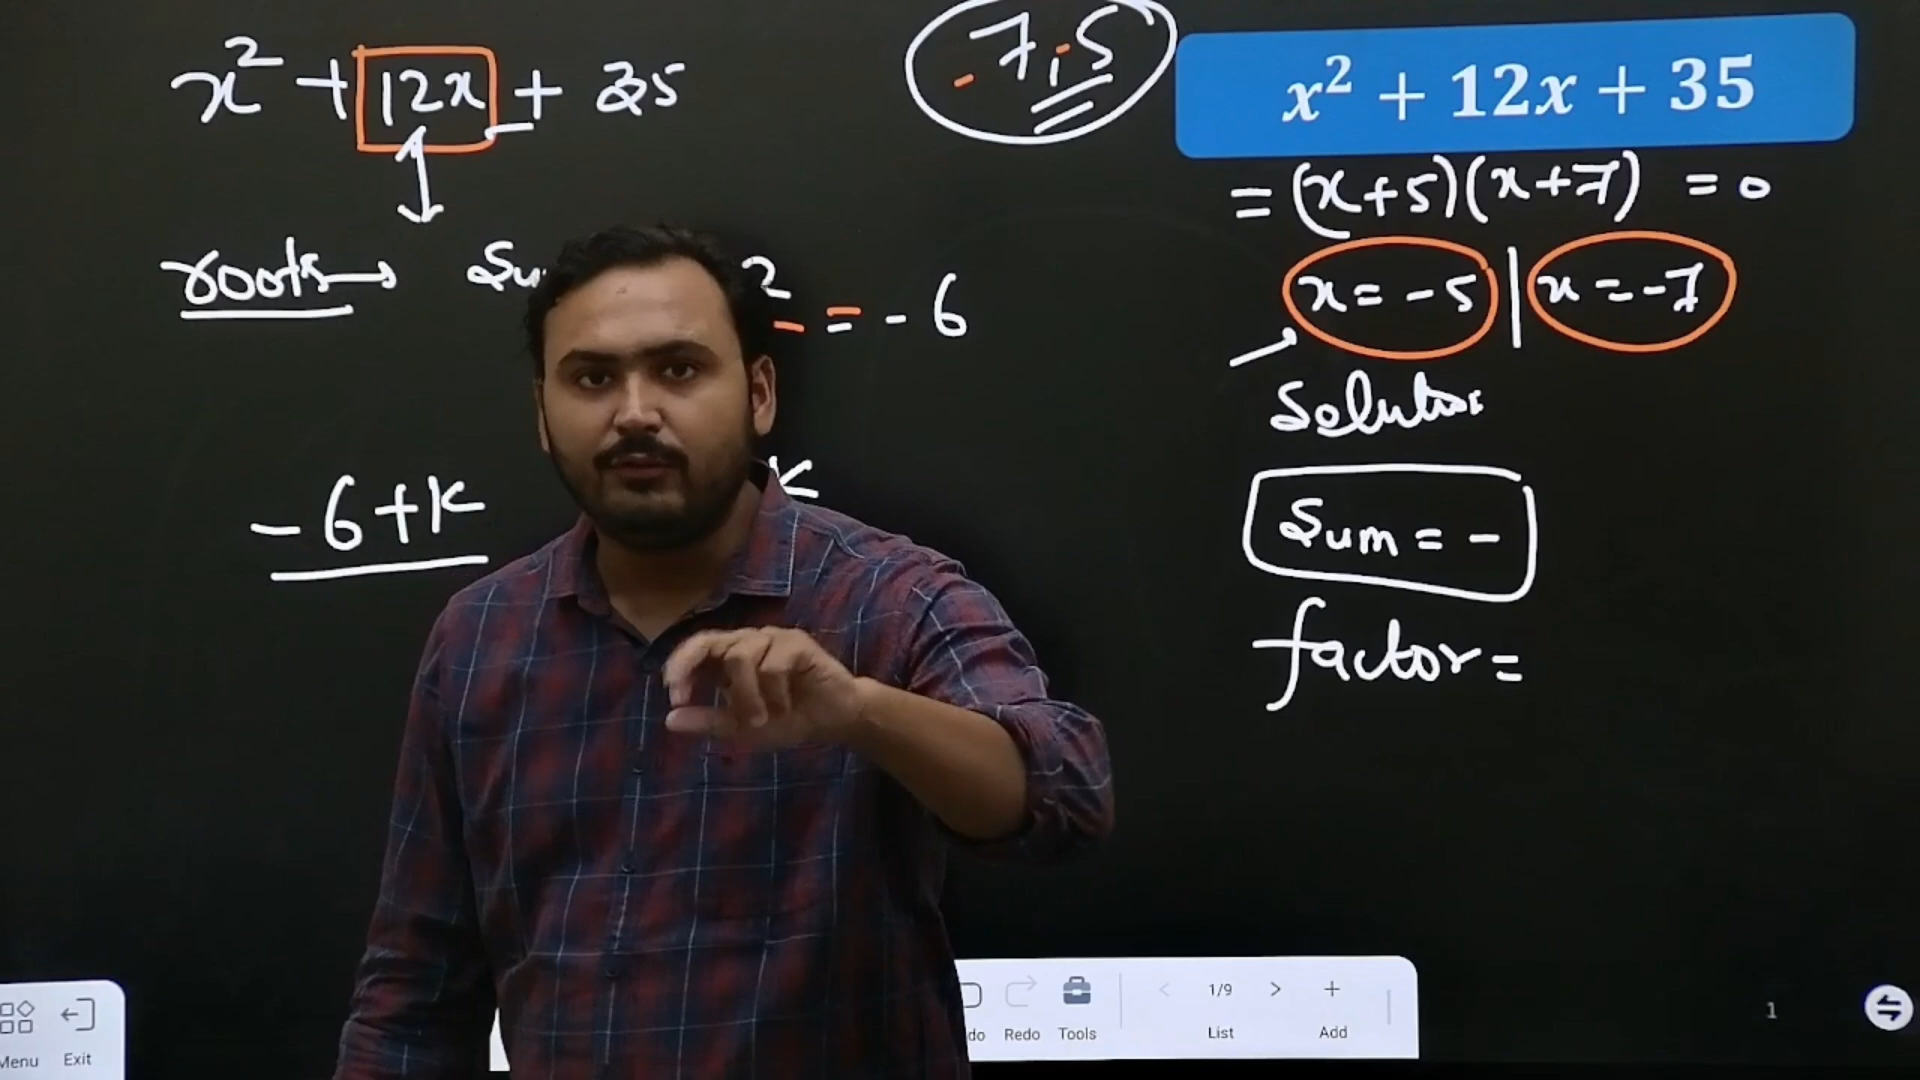 x² + 12x + 35
-7, 5
x² + 12x + 35
= (x+5)(x+7) = 0
roots →
2
= - 6
x = -5 | x = -7
Solution
-6+k
k
Sum = -
factor =
Menu
Exit
Redo
Tools
1/9
List
Add
1